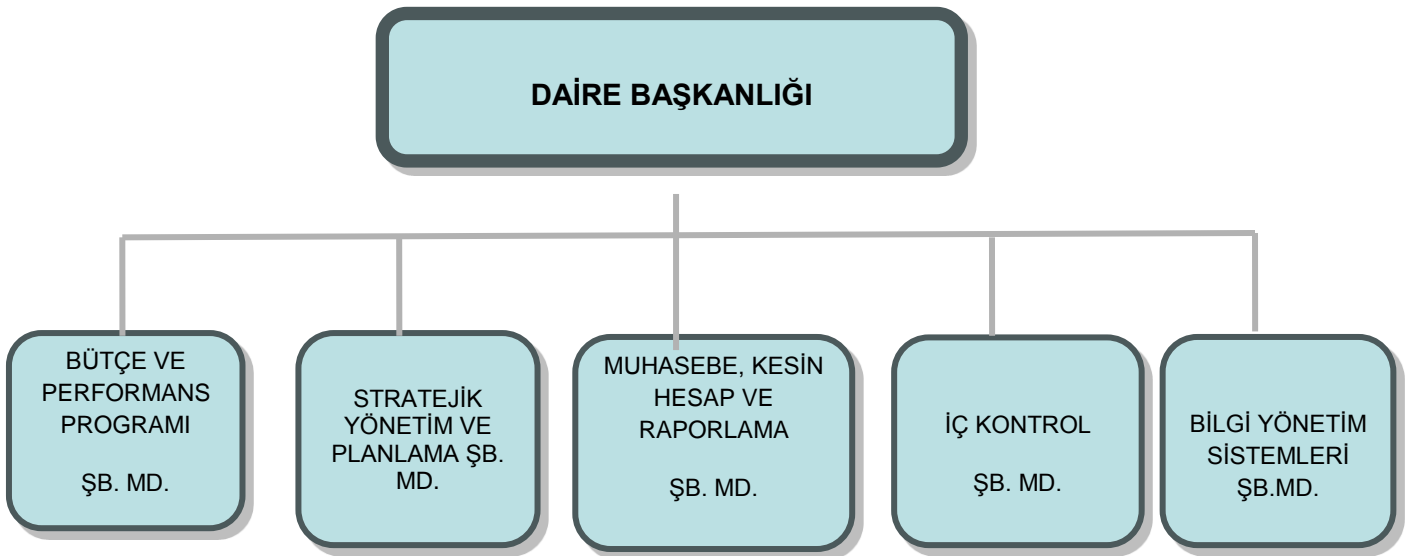 DAİRE BAŞKANLIĞI
BÜTÇE VE
PERFORMANS
PROGRAMI
ŞB. MD.
STRATEJİK
YÖNETİM VE
PLANLAMA ŞB.
MD.
MUHASEBE, KESİN
HESAP VE
RAPORLAMA
ŞB. MD.
İÇ KONTROL
ŞB. MD.
BİLGİ YÖNETİM
SİSTEMLERİ
ŞB.MD.